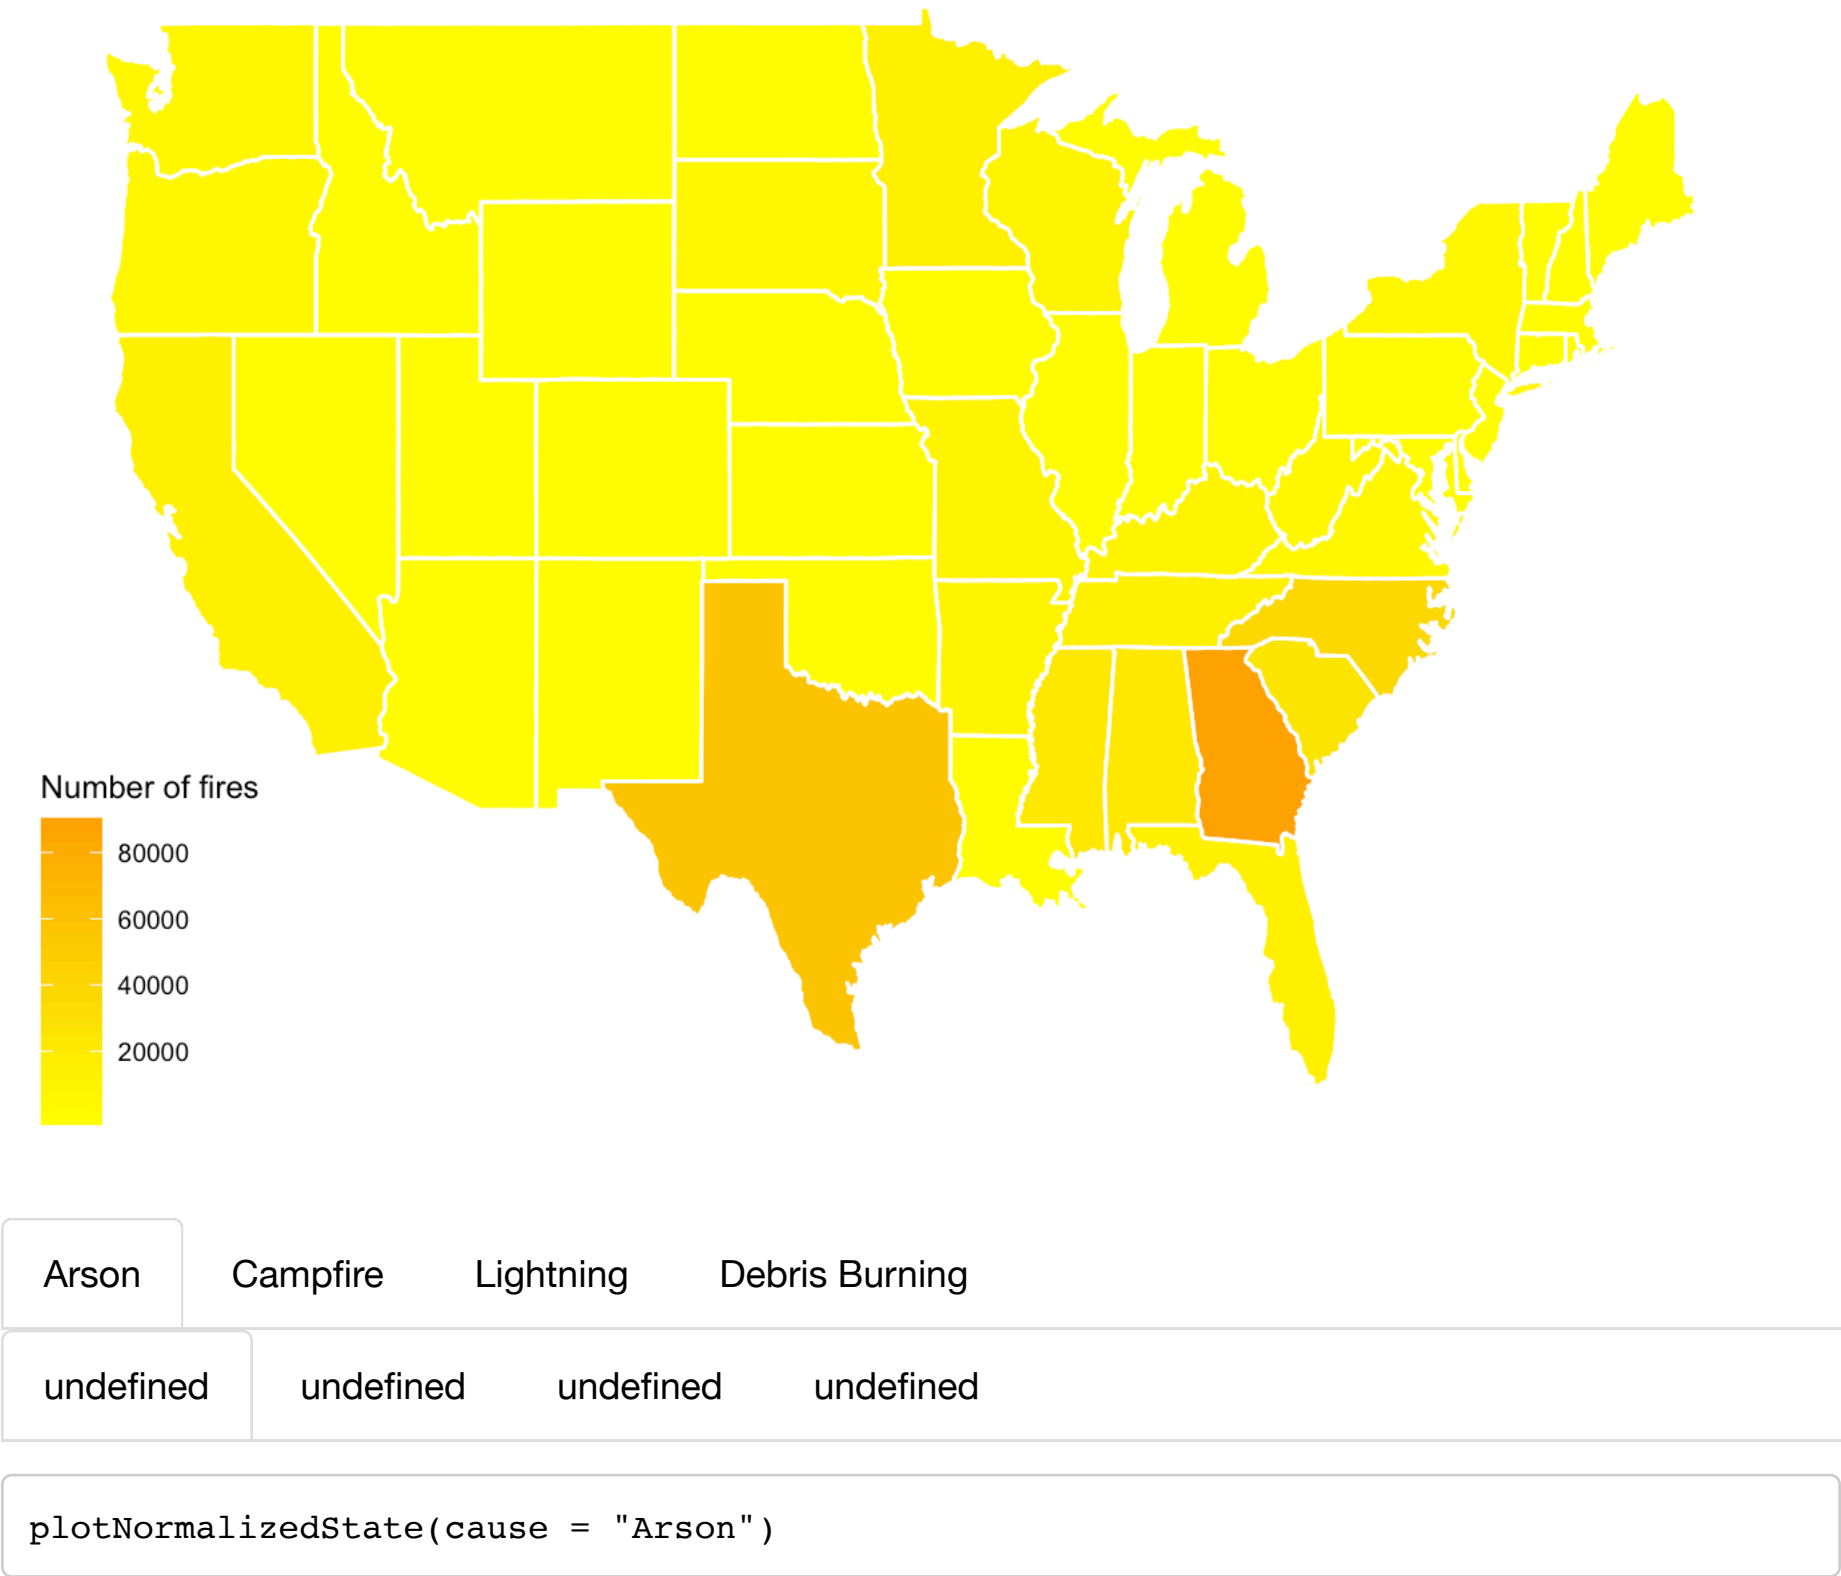 Number of fires
80000
60000
40000
20000
Arson Campfire Lightning Debris Burning
undefined undefined undefined undefined
plotNormalizedState(cause = "Arson")